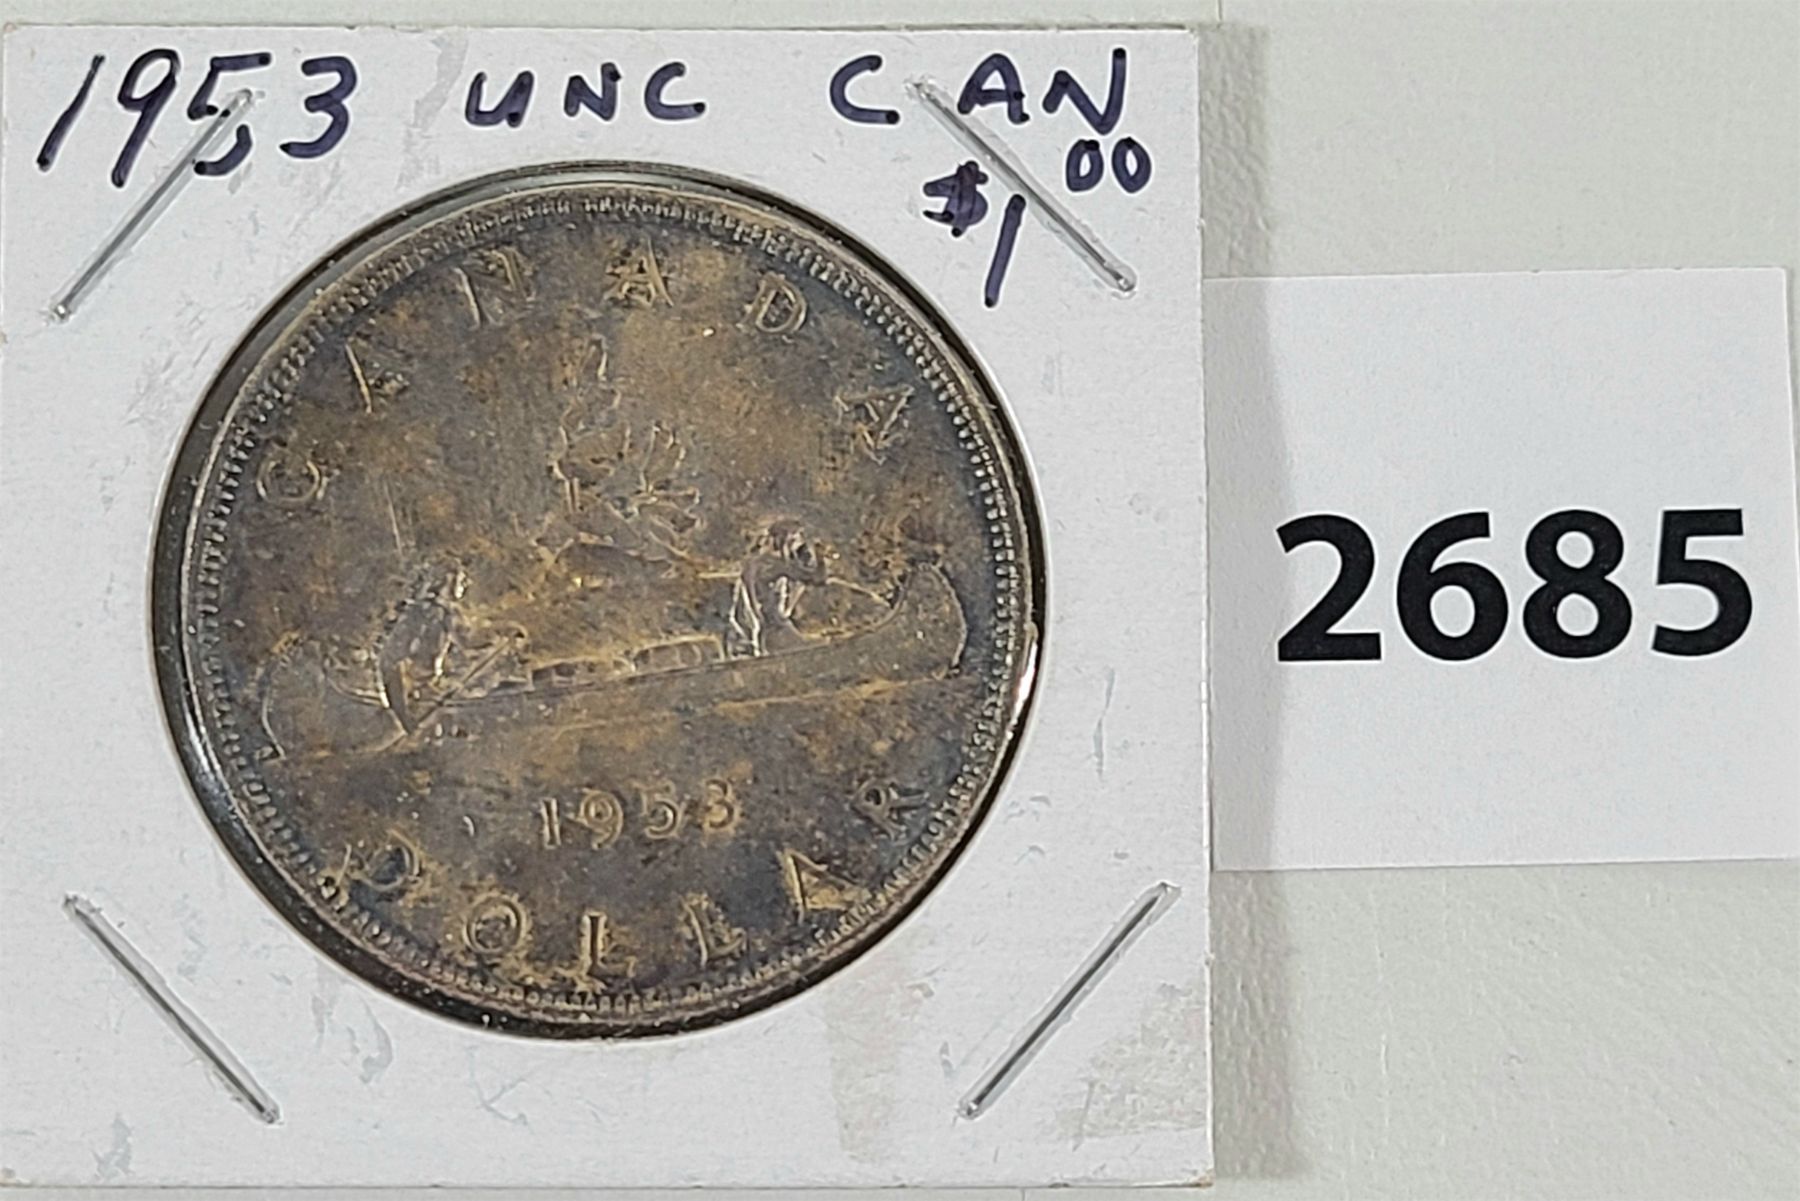 1953 UNC CAN
$1 00
CANADA
1953
DOLLAR
2685